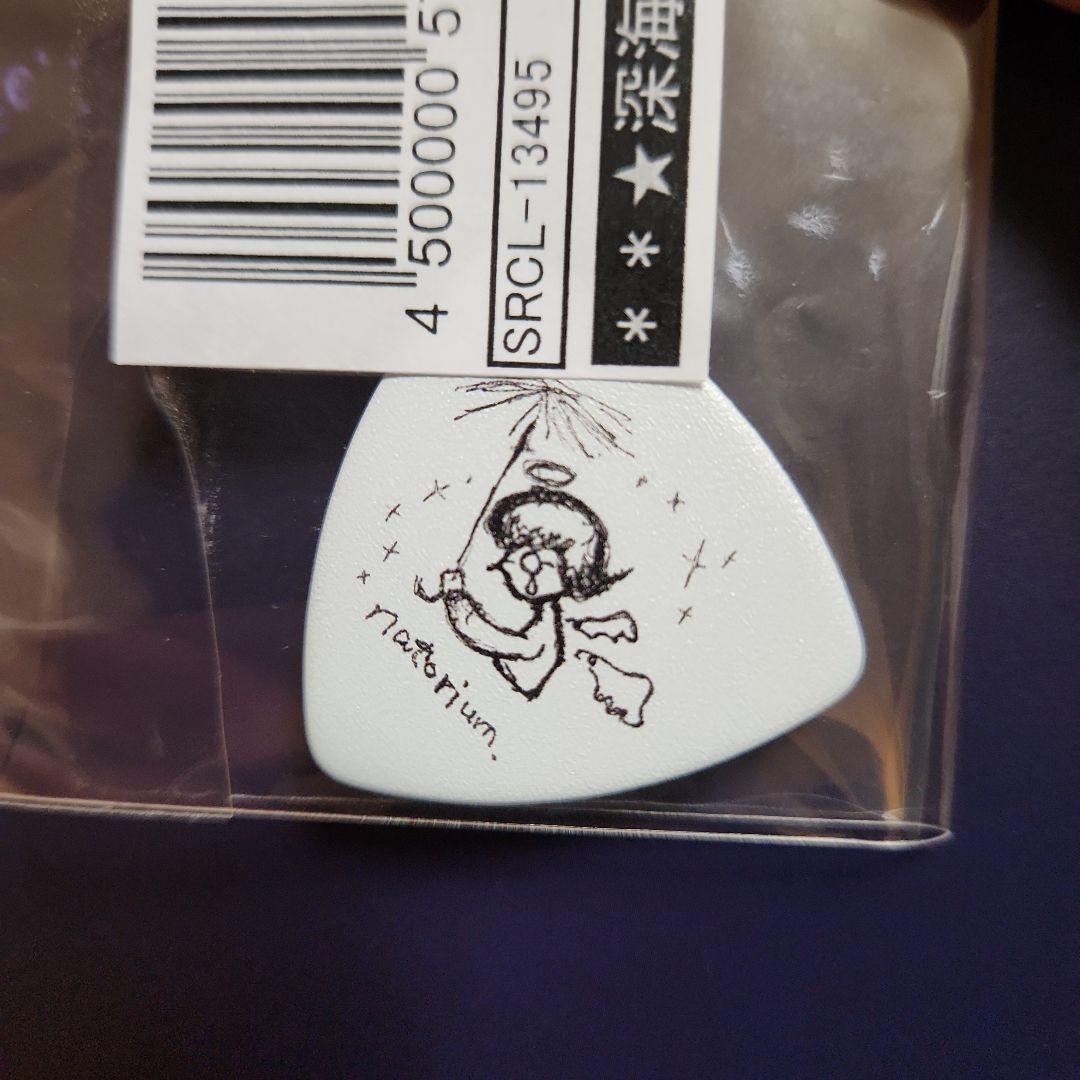 4 500000 5
SRCL-13495
**★深海
natorium.